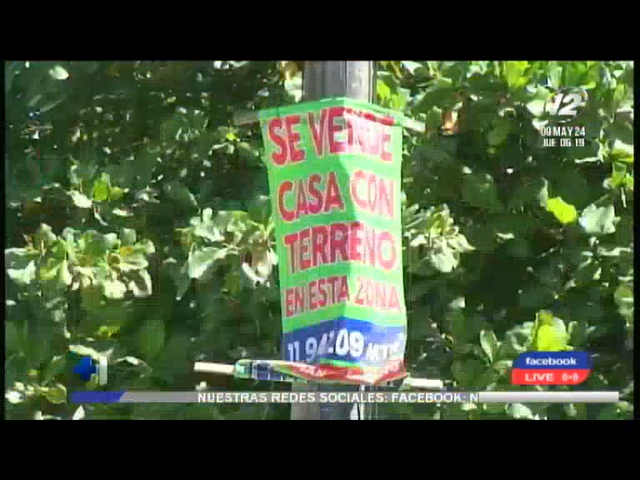 12
09 MAY 24
JUE 06 19
SE VENDE
CASA CON
TERRENO
EN ESTA ZONA
MT
facebook
LIVE
NUESTRAS REDES SOCIALES: FACEBOOK: N